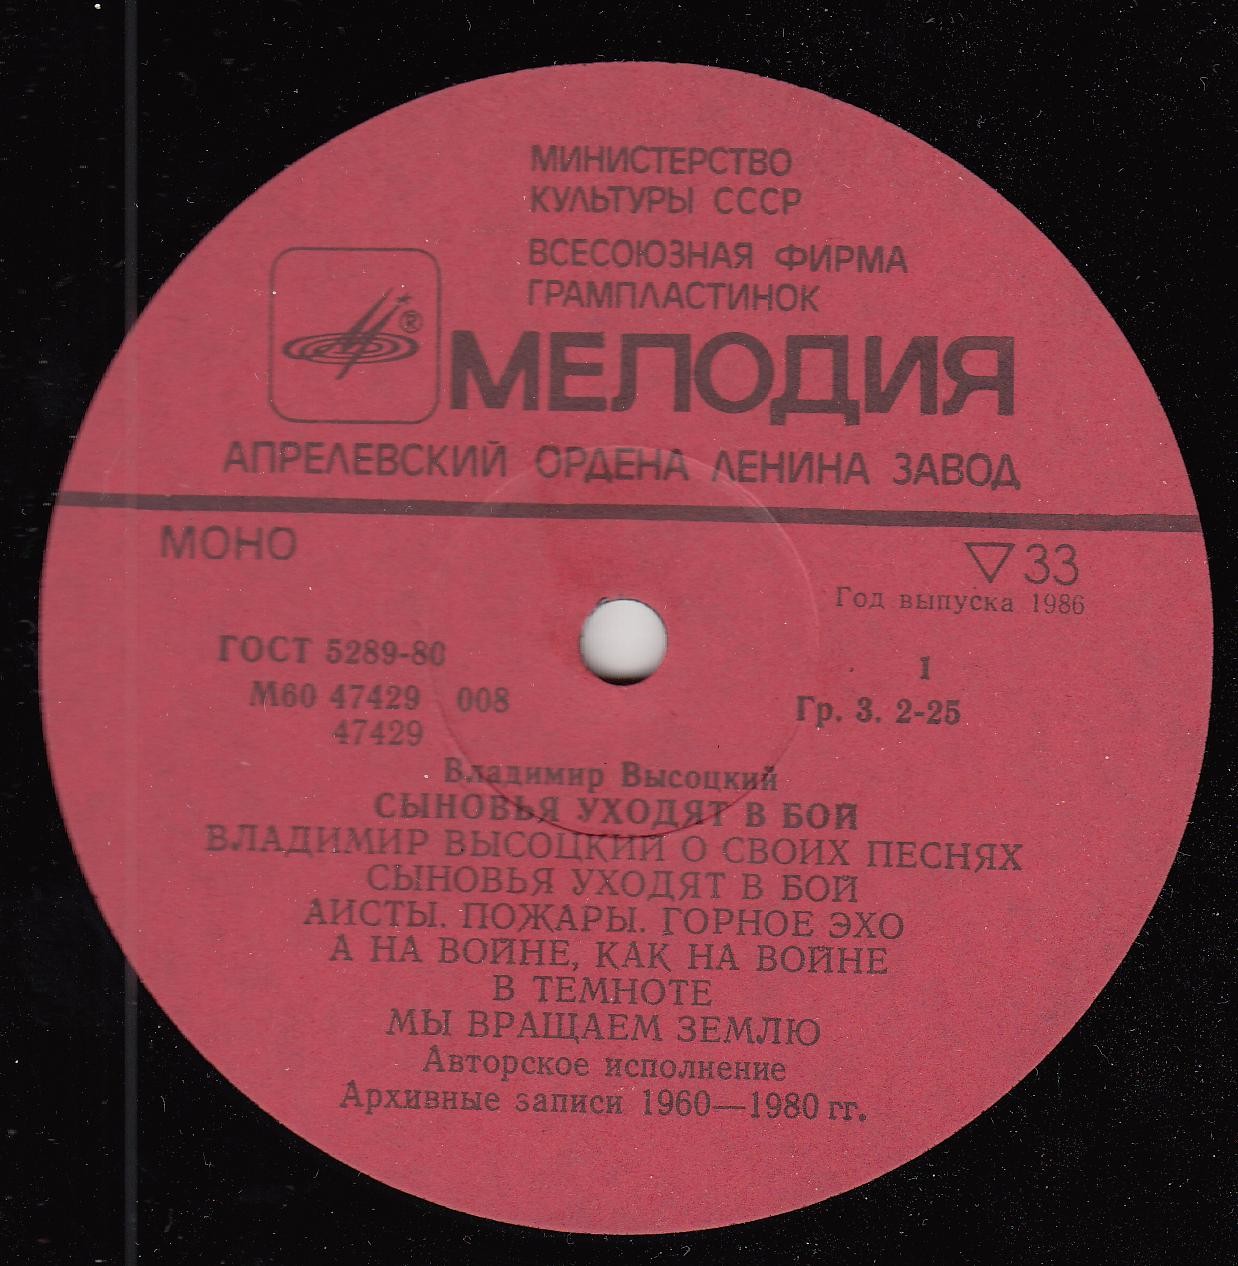 МИНИСТЕРСТВО
КУЛЬТУРЫ СССР
ВСЕСОЮЗНАЯ ФИРМА
ГРАМПЛАСТИНОК
®
МЕЛОДИЯ
АПРЕЛЕВСКИЙ ОРДЕНА ЛЕНИНА ЗАВОД
МОНО
▽33
Год выпуска 1986
ГОСТ 5289-80
М60 47429 008
47429
1
Гр. 3. 2-25
Владимир Высоцкий
СЫНОВЬЯ УХОДЯТ В БОЙ
ВЛАДИМИР ВЫСОЦКИЙ О СВОИХ ПЕСНЯХ
СЫНОВЬЯ УХОДЯТ В БОЙ
АИСТЫ. ПОЖАРЫ. ГОРНОЕ ЭХО
А НА ВОЙНЕ, КАК НА ВОЙНЕ
В ТЕМНОТЕ
МЫ ВРАЩАЕМ ЗЕМЛЮ
Авторское исполнение
Архивные записи 1960—1980 гг.